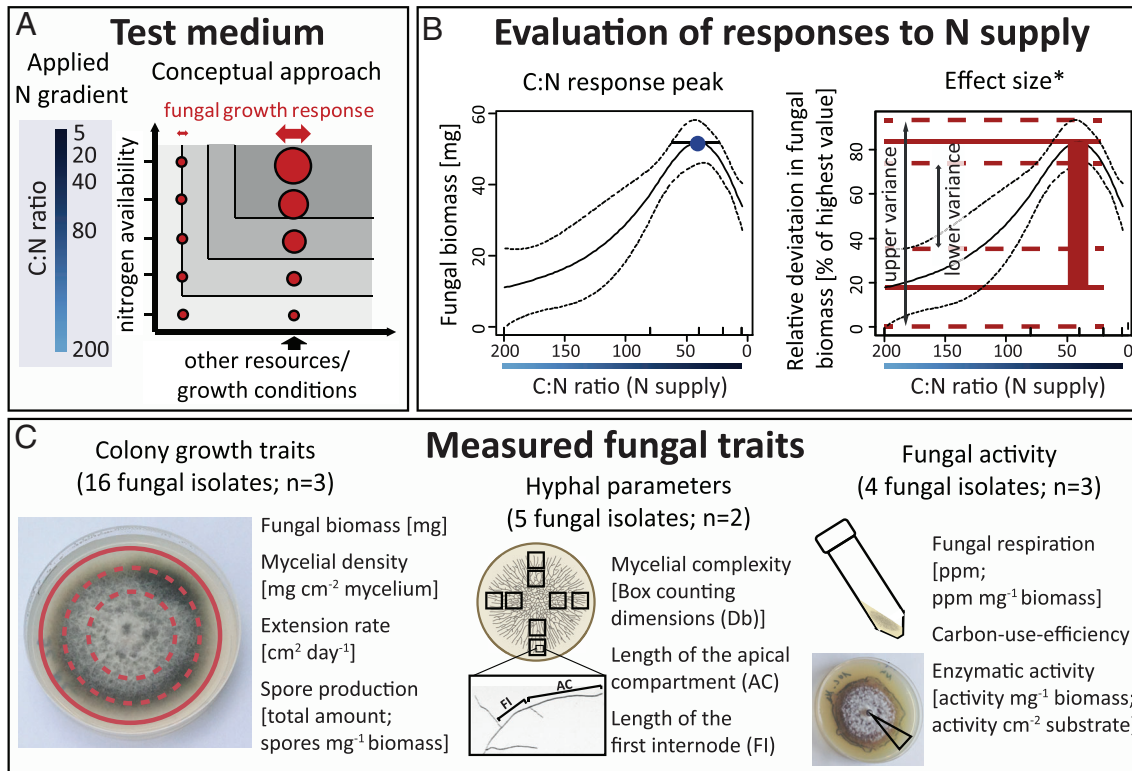 A
Test medium
Applied
N gradient
C:N ratio
5
20
40
80
200
Conceptual approach
fungal growth response
nitrogen availability
other resources/
growth conditions
B
Evaluation of responses to N supply
C:N response peak
Fungal biomass [mg]
60
40
20
0
200
150
100
50
0
C:N ratio (N supply)
Effect size*
Relative deviation in fungal
biomass [% of highest value]
80
60
40
20
0
upper variance
lower variance
200
150
100
50
0
C:N ratio (N supply)
C
Measured fungal traits
Colony growth traits
(16 fungal isolates; n=3)
Fungal biomass [mg]
Mycelial density
[mg cm⁻² mycelium]
Extension rate
[cm² day⁻¹]
Spore production
[total amount;
spores mg⁻¹ biomass]
Hyphal parameters
(5 fungal isolates; n=2)
FI
AC
Mycelial complexity
[Box counting
dimensions (Db)]
Length of the apical
compartment (AC)
Length of the
first internode (FI)
Fungal activity
(4 fungal isolates; n=3)
Fungal respiration
[ppm;
ppm mg⁻¹ biomass]
Carbon-use-efficiency
Enzymatic activity
[activity mg⁻¹ biomass;
activity cm⁻² substrate]